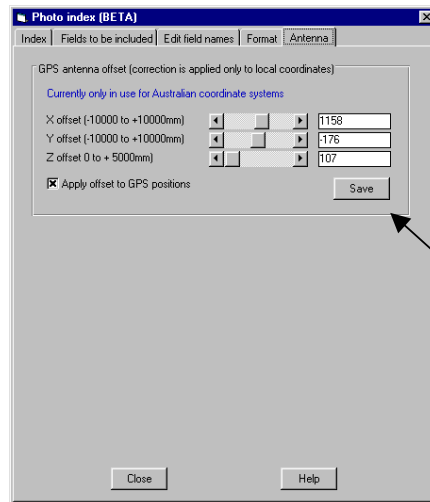 Photo index (BETA)
Index Fields to be included Edit field names Format Antenna
GPS antenna offset (correction is applied only to local coordinates)
Currently only in use for Australian coordinate systems
X offset (-10000 to +10000mm) 1158
Y offset (-10000 to +10000mm) -176
Z offset 0 to + 5000mm) 107
Apply offset to GPS positions
Save
Close Help